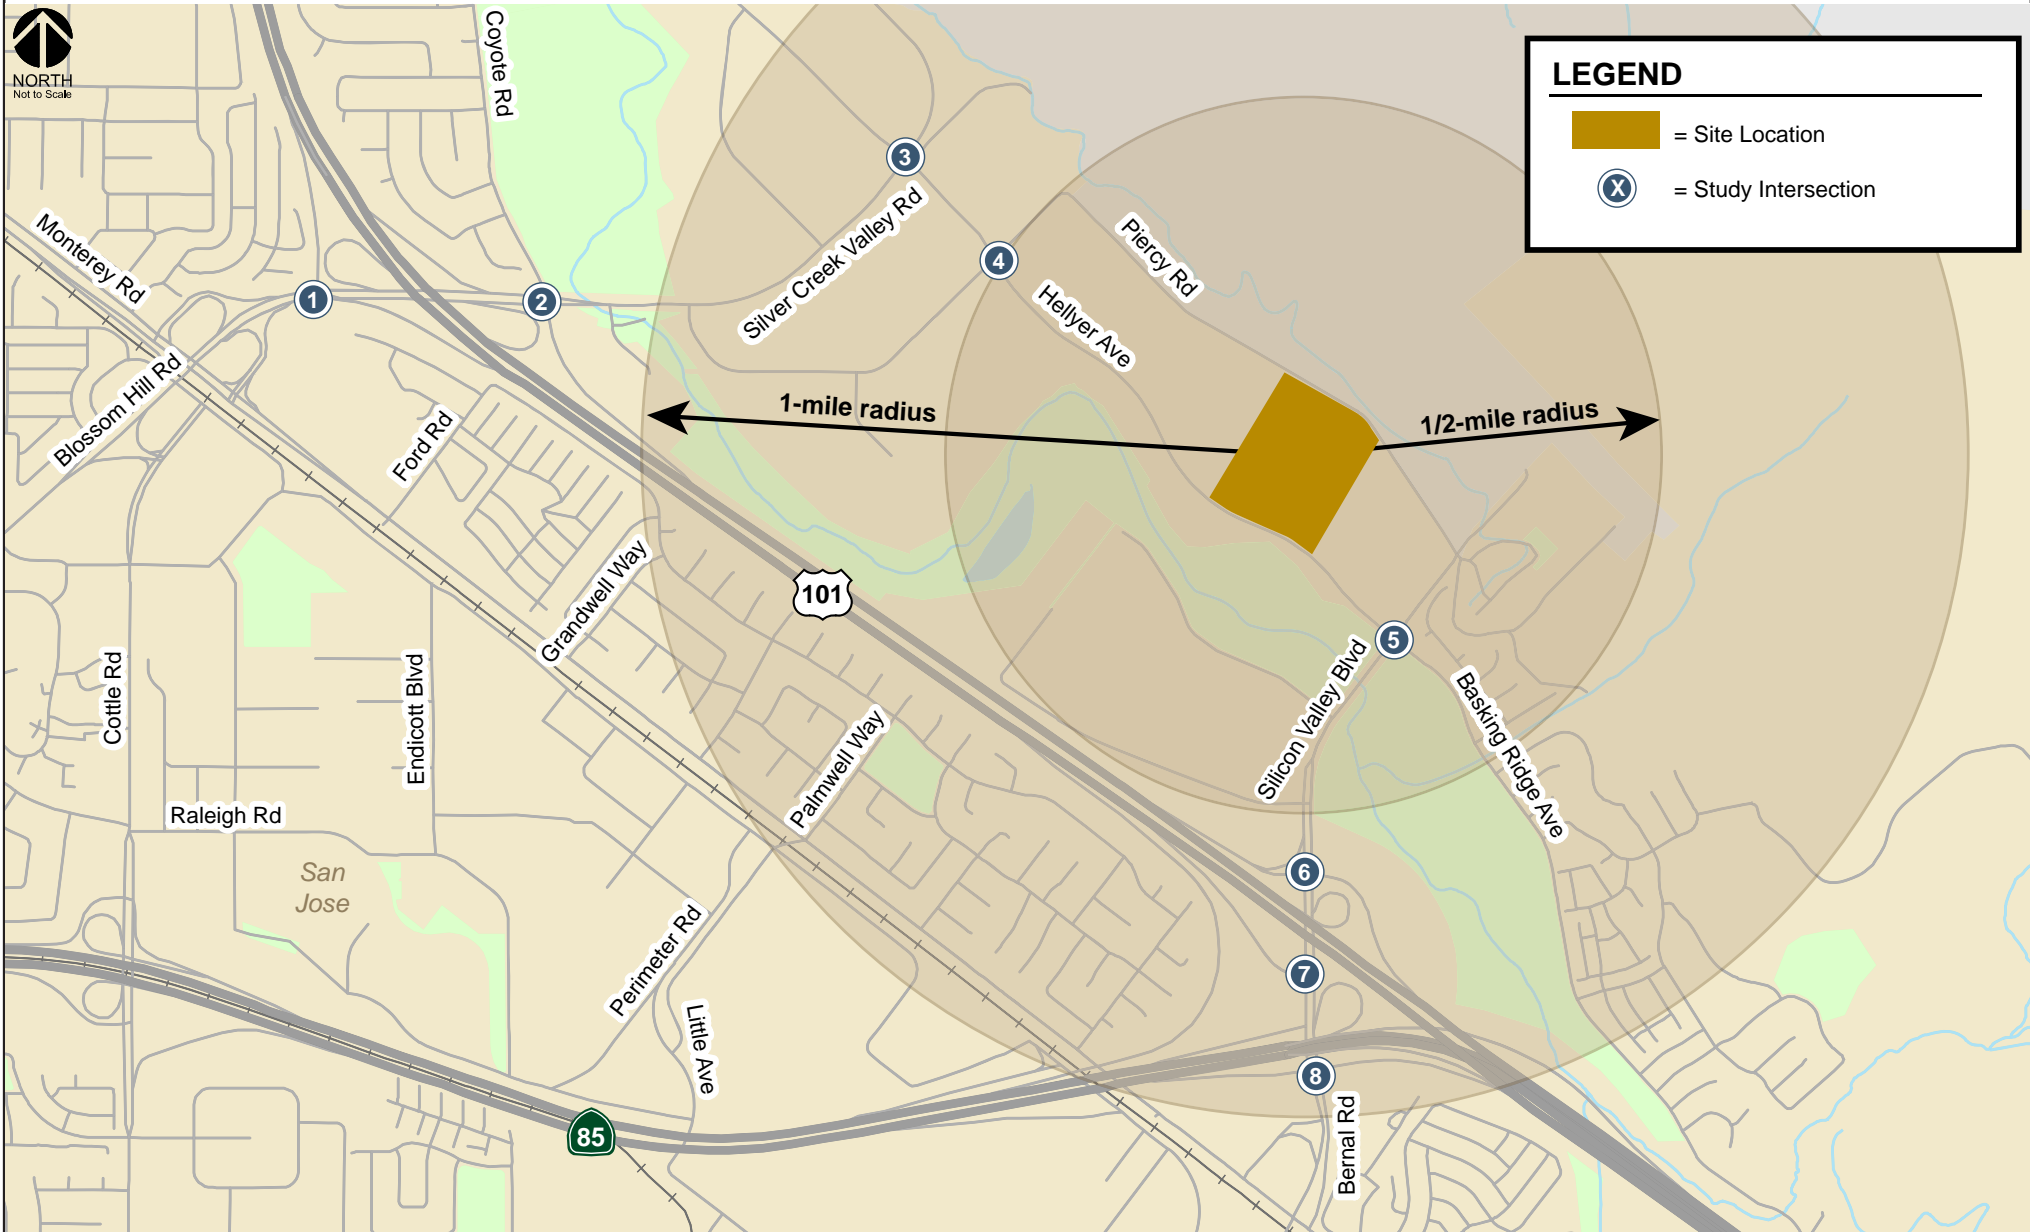 NORTH
Not to Scale
Coyote Rd
LEGEND
= Site Location
X = Study Intersection
3
Monterey Rd
Silver Creek Valley Rd
4
Piercy Rd
1
2
Hellyer Ave
Blossom Hill Rd
1-mile radius
1/2-mile radius
Ford Rd
101
Grandwell Way
5
Cottle Rd
Endicott Blvd
Silicon Valley Blvd
Basking Ridge Ave
Palmwell Way
Raleigh Rd
San
Jose
6
Perimeter Rd
7
Little Ave
8
85
Bernal Rd